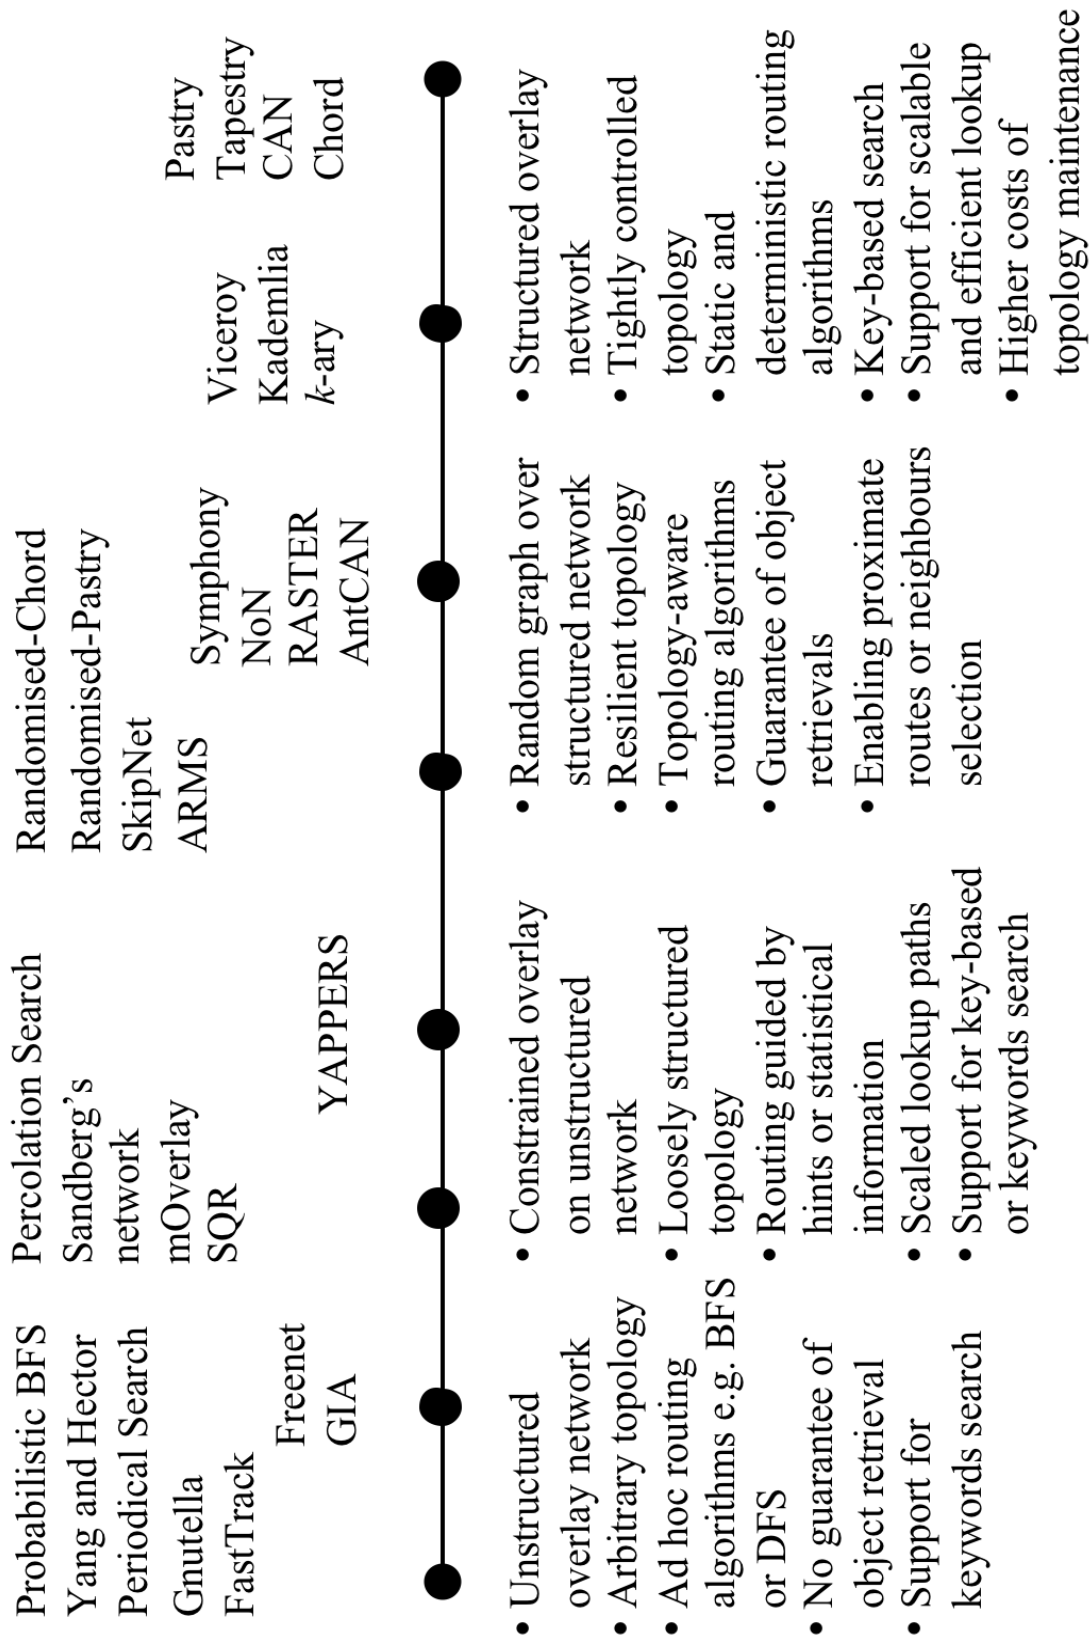 Probabilistic BFS
Yang and Hector
Periodical Search
Gnutella
FastTrack
Freenet
GIA
Percolation Search
Sandberg's
network
mOverlay
SQR
YAPPERS
Randomised-Chord
Randomised-Pastry
SkipNet
ARMS
Symphony
NoN
RASTER
AntCAN
Viceroy
Kademlia
k-ary
Pastry
Tapestry
CAN
Chord
• Unstructured
overlay network
• Arbitrary topology
• Ad hoc routing
algorithms e.g. BFS
or DFS
• No guarantee of
object retrieval
• Support for
keywords search
• Constrained overlay
on unstructured
network
• Loosely structured
topology
• Routing guided by
hints or statistical
information
• Scaled lookup paths
• Support for key-based
or keywords search
• Random graph over
structured network
• Resilient topology
• Topology-aware
routing algorithms
• Guarantee of object
retrievals
• Enabling proximate
routes or neighbours
selection
• Structured overlay
network
• Tightly controlled
topology
• Static and
deterministic routing
algorithms
• Key-based search
• Support for scalable
and efficient lookup
• Higher costs of
topology maintenance